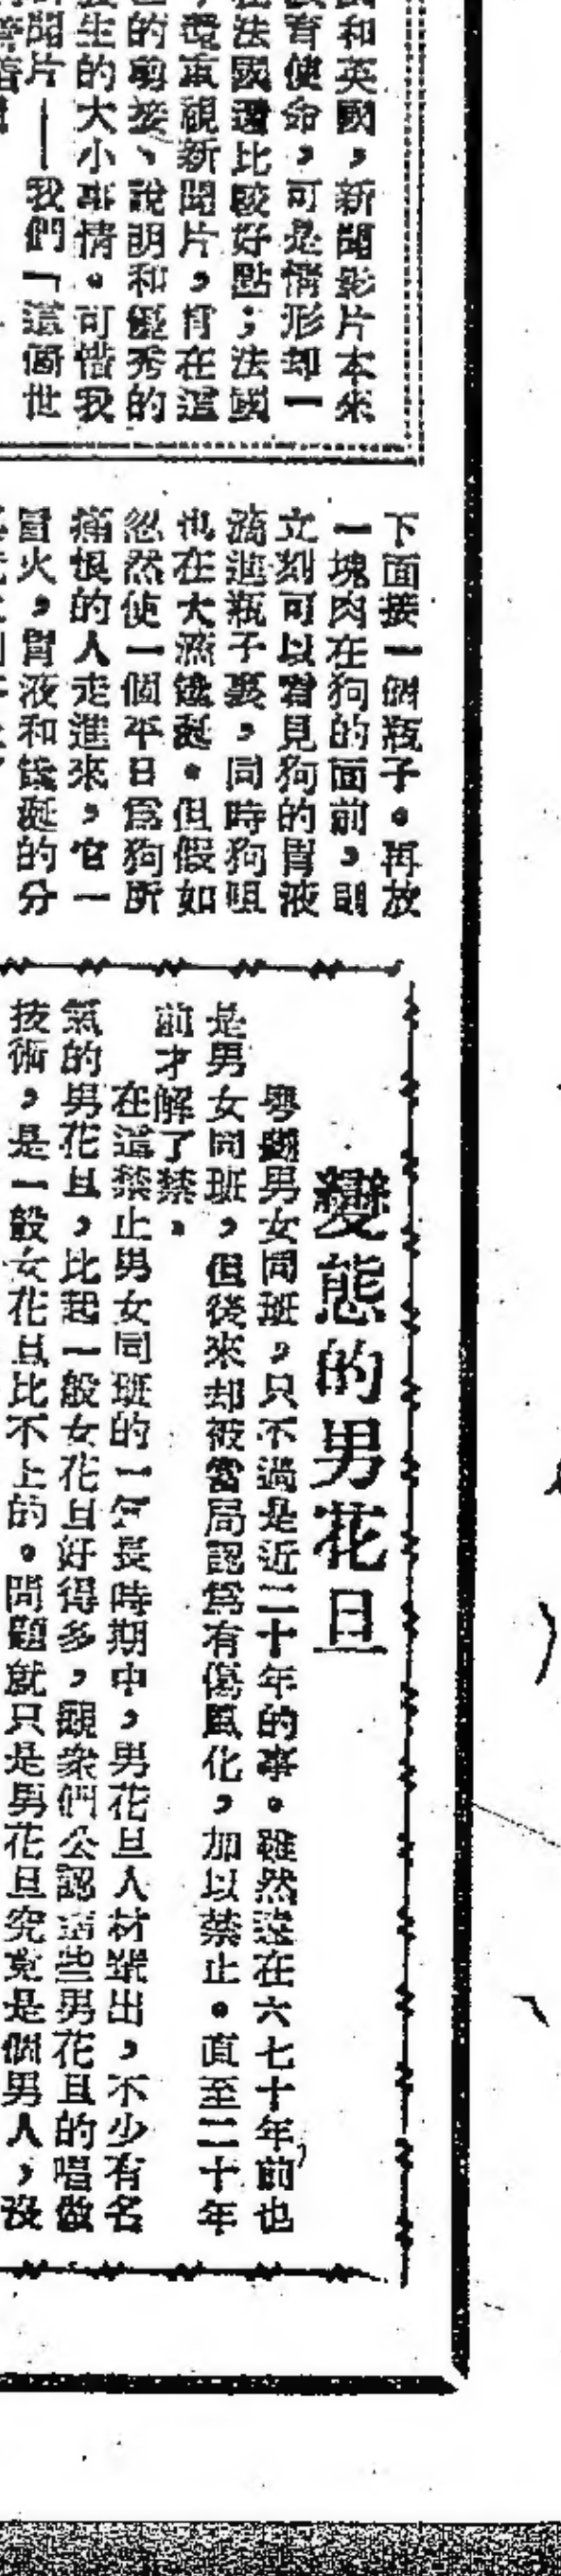 和英國，新聞影片本來
育使命，可是情形却一
法國還比較好點；法國
還重視新聞片，肯在這
的剪接、說明和優秀的
生的大小事情。可惜我
聞片——我們「這個世
下面接一個瓶子。再放
一塊肉在狗的面前，
立刻可以看見狗的胃液
滴進瓶子裏，同時狗咀
也在大流饞涎。但假如
忽然使一個平日爲狗所
痛恨的人走進來，它一
冒火，胃液和饞涎的分
變態的男花旦
粵劇男女同班，只不過是近二十年的事。雖然遠在六七十年前也
是男女同班，但後來却被當局認爲有傷風化，加以禁止。直至二十年
前才解了禁。
在這禁止男女同班的一個長時期中，男花旦人材輩出，不少有名
氣的男花旦，比起一般女花旦好得多，觀衆們公認這些男花旦的唱做
技術，是一般女花旦比不上的。問題就只是男花旦究竟是個男人，沒